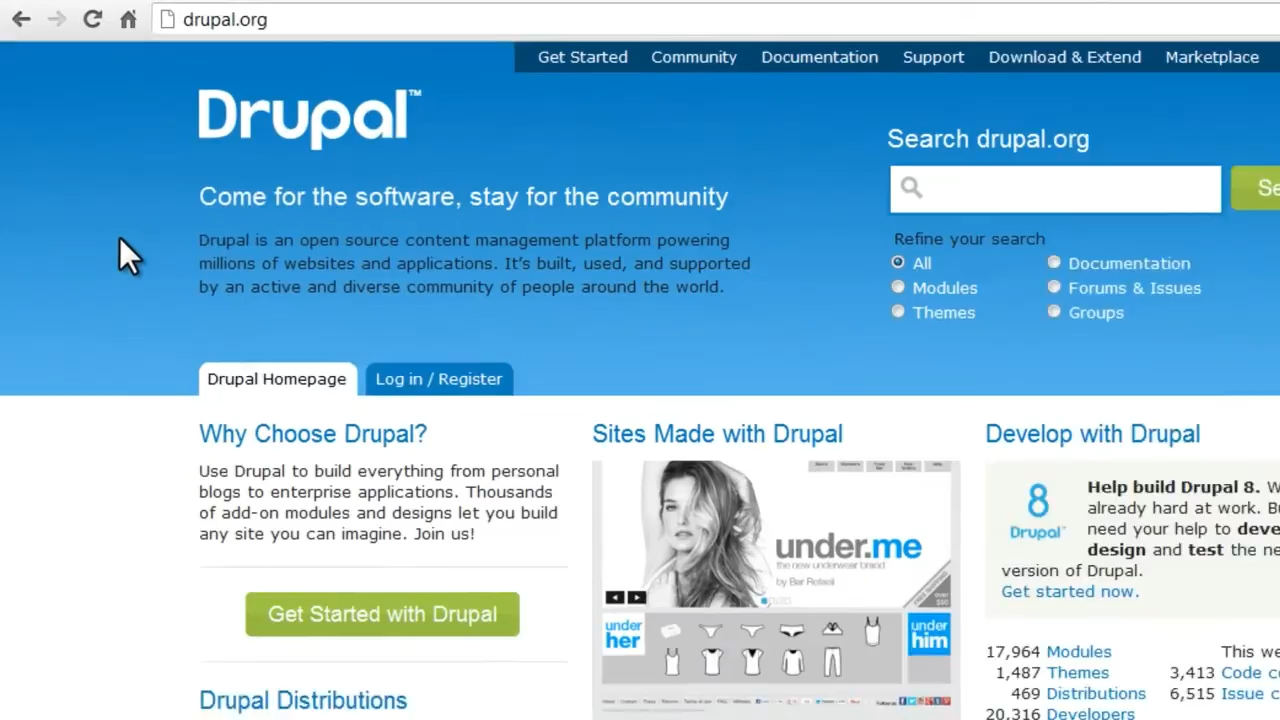 drupal.org
Get Started Community Documentation Support Download & Extend Marketplace
Drupal™
Come for the software, stay for the community
Drupal is an open source content management platform powering
millions of websites and applications. It's built, used, and supported
by an active and diverse community of people around the world.
Search drupal.org
Refine your search
All
Documentation
Modules
Forums & Issues
Themes
Groups
Drupal Homepage
Log in / Register
Why Choose Drupal?
Use Drupal to build everything from personal
blogs to enterprise applications. Thousands
of add-on modules and designs let you build
any site you can imagine. Join us!
Get Started with Drupal
Drupal Distributions
Sites Made with Drupal
under.me
the new underwear brand
by Bar Refaeli
under
her
under
him
Develop with Drupal
8
Drupal
Help build Drupal 8.
already hard at work.
need your help to
design and test the
version of Drupal.
Get started now.
17,964 Modules
1,487 Themes
469 Distributions
20,316 Developers
This
3,413 Code
6,515 Issue